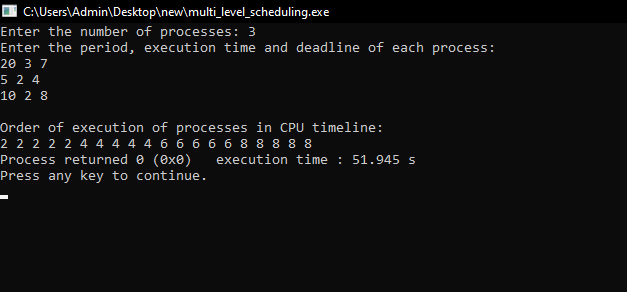 C:\Users\Admin\Desktop\new\multi_level_scheduling.exe
Enter the number of processes: 3
Enter the period, execution time and deadline of each process:
20 3 7
5 2 4
10 2 8
Order of execution of processes in CPU timeline:
2 2 2 2 2 4 4 4 4 4 6 6 6 6 6 8 8 8 8 8
Process returned 0 (0x0)   execution time : 51.945 s
Press any key to continue.